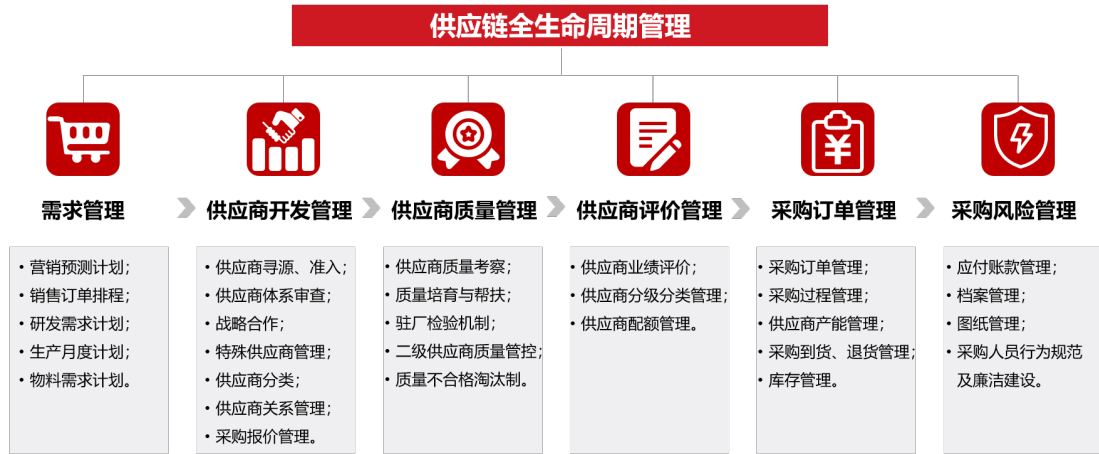 供应链全生命周期管理
需求管理
供应商开发管理
供应商质量管理
供应商评价管理
采购订单管理
采购风险管理
• 营销预测计划；
• 销售订单排程；
• 研发需求计划；
• 生产月度计划；
• 物料需求计划。
• 供应商寻源、准入；
• 供应商体系审查；
• 战略合作；
• 特殊供应商管理；
• 供应商分类；
• 供应商关系管理；
• 采购报价管理。
• 供应商质量考察；
• 质量培育与帮扶；
• 驻厂检验机制；
• 二级供应商质量管控；
• 质量不合格淘汰制。
• 供应商业绩评价；
• 供应商分级分类管理；
• 供应商配额管理。
• 采购订单管理；
• 采购过程管理；
• 供应商产能管理；
• 采购到货、退货管理；
• 库存管理。
• 应付账款管理；
• 档案管理；
• 图纸管理；
• 采购人员行为规范
及廉洁建设。